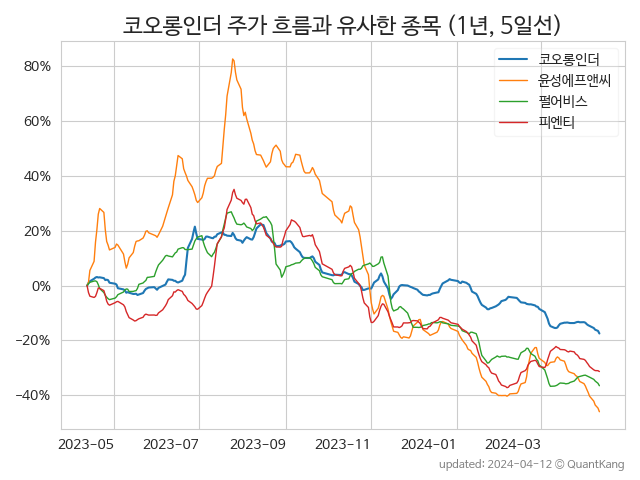 코오롱인더 주가 흐름과 유사한 종목 (1년, 5일선)
코오롱인더
윤성에프앤씨
펄어비스
피엔티
80%
60%
40%
20%
0%
−20%
−40%
2023-05 2023-07 2023-09 2023-11 2024-01 2024-03
updated: 2024-04-12 © QuantKang